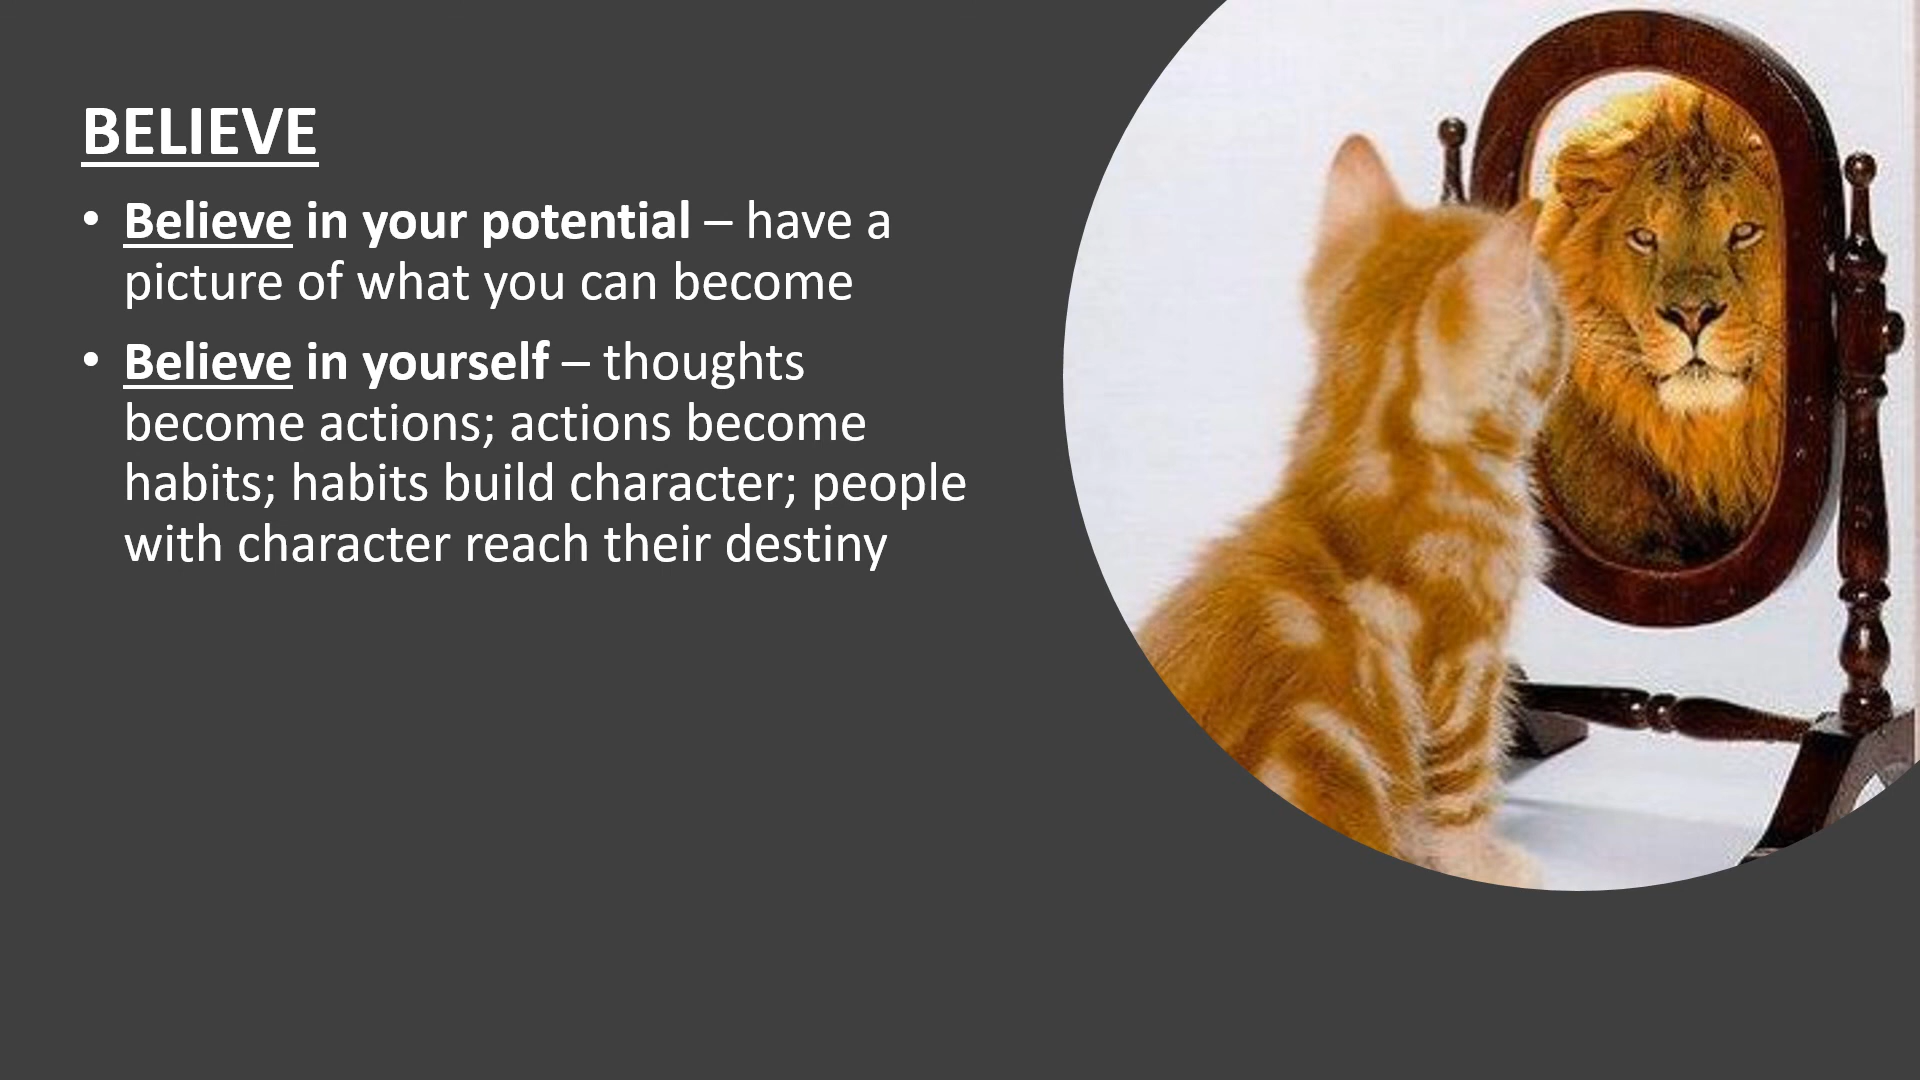 BELIEVE
• Believe in your potential – have a
picture of what you can become
• Believe in yourself – thoughts
become actions; actions become
habits; habits build character; people
with character reach their destiny